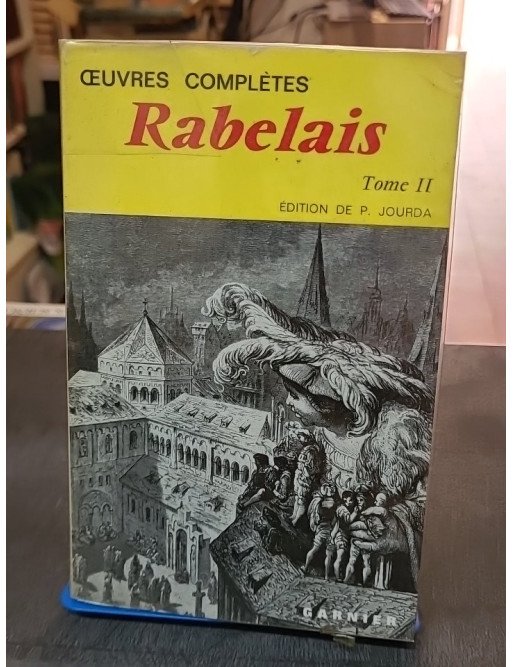 ŒUVRES COMPLÈTES
Rabelais
Tome II
ÉDITION DE P. JOURDA
GARNIER